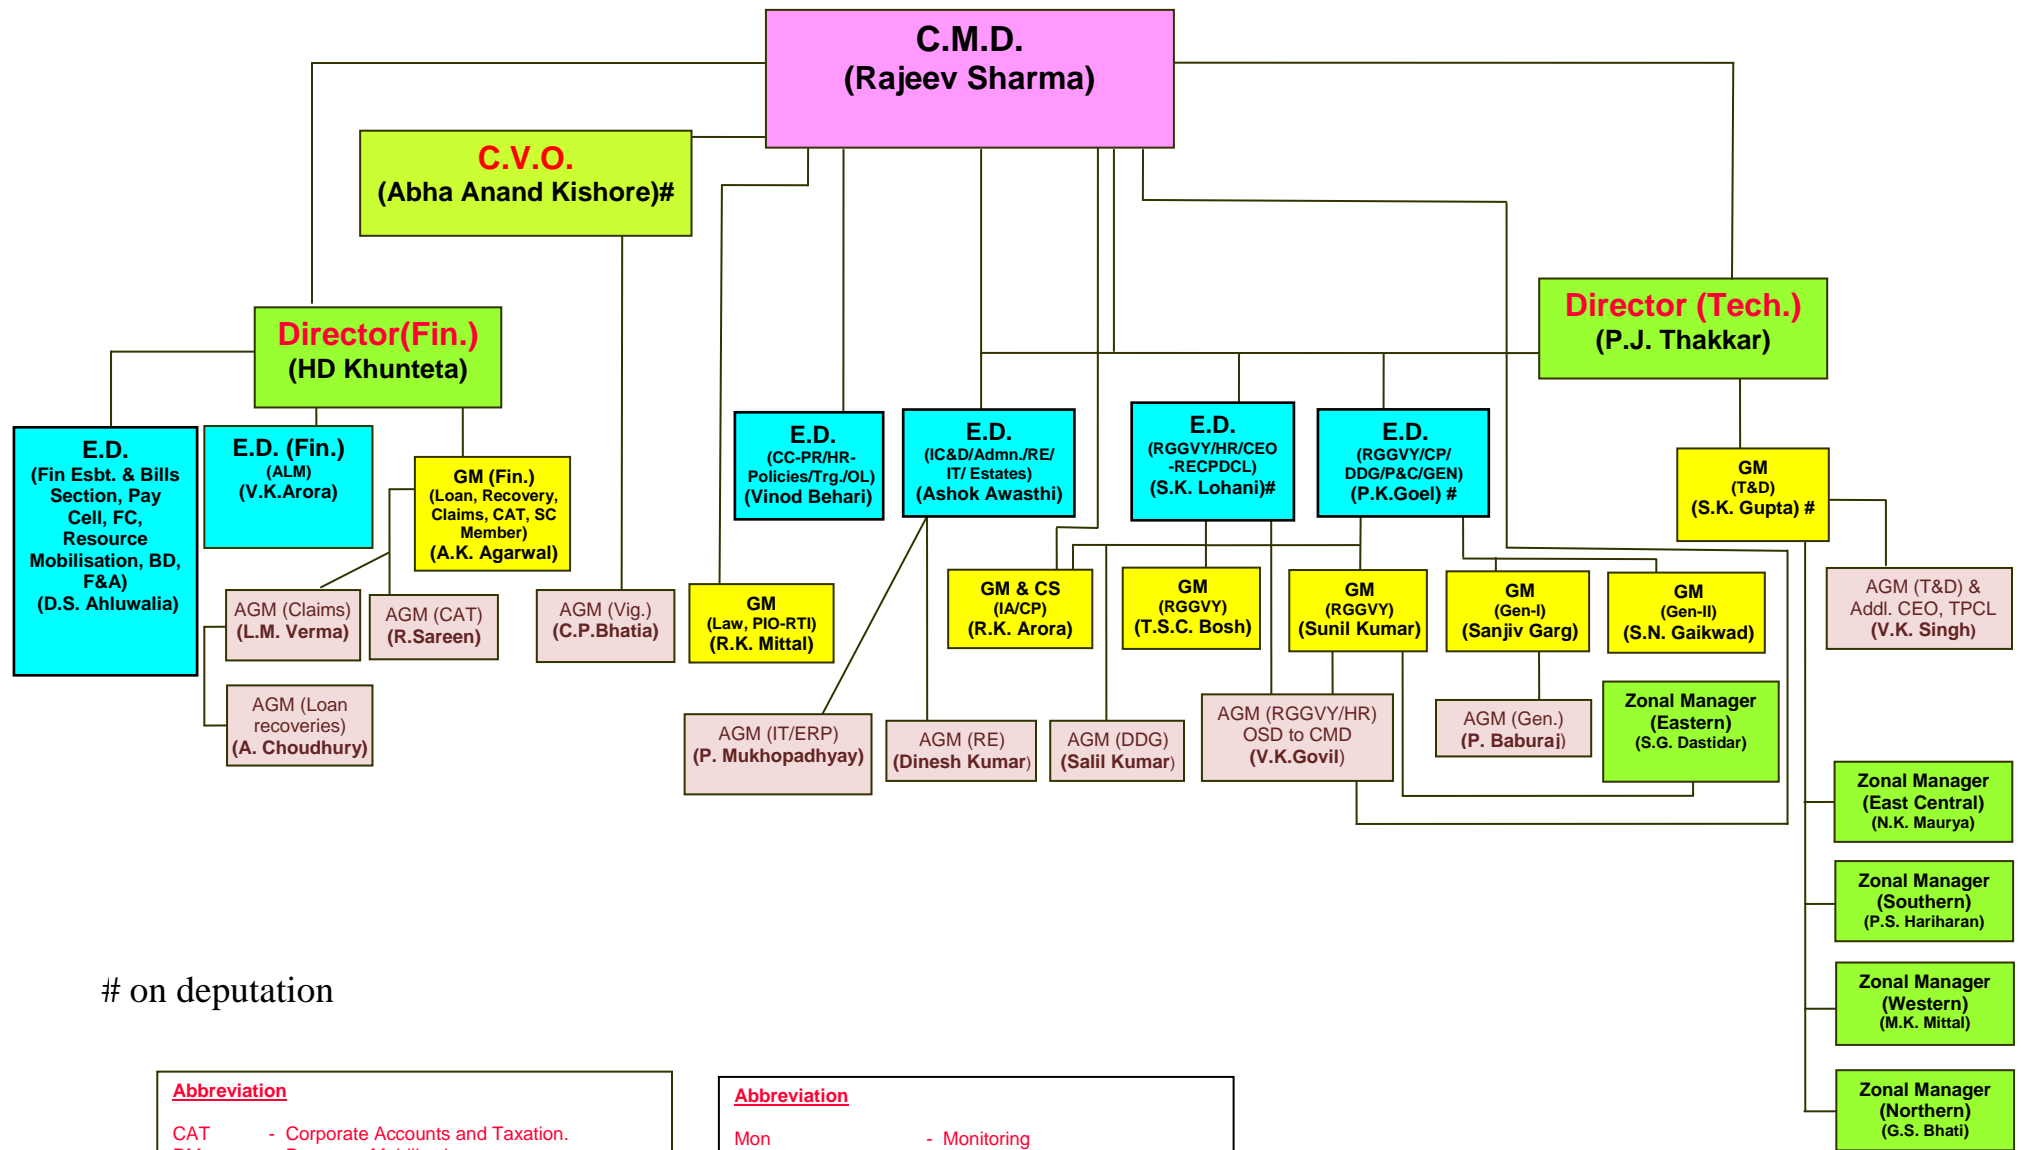 C.M.D.
(Rajeev Sharma)
C.V.O.
(Abha Anand Kishore)#
Director(Fin.)
(HD Khunteta)
Director (Tech.)
(P.J. Thakkar)
E.D.
(Fin Esbt. & Bills
Section, Pay
Cell, FC,
Resource
Mobilisation, BD,
F&A)
(D.S. Ahluwalia)
E.D. (Fin.)
(ALM)
(V.K.Arora)
GM (Fin.)
(Loan, Recovery,
Claims, CAT, SC
Member)
(A.K. Agarwal)
E.D.
(CC-PR/HR-
Policies/Trg./OL)
(Vinod Behari)
E.D.
(IC&D/Admn./RE/
IT/ Estates)
(Ashok Awasthi)
E.D.
(RGGVY/HR/CEO
-RECPDCL)
(S.K. Lohani)#
E.D.
(RGGVY/CP/
DDG/P&C/GEN)
(P.K.Goel) #
GM
(T&D)
(S.K. Gupta) #
AGM (Claims)
(L.M. Verma)
AGM (CAT)
(R.Sareen)
AGM (Vig.)
(C.P.Bhatia)
GM
(Law, PIO-RTI)
(R.K. Mittal)
GM & CS
(IA/CP)
(R.K. Arora)
GM
(RGGVY)
(T.S.C. Bosh)
GM
(RGGVY)
(Sunil Kumar)
GM
(Gen-I)
(Sanjiv Garg)
GM
(Gen-II)
(S.N. Gaikwad)
AGM (T&D) &
Addl. CEO, TPCL
(V.K. Singh)
AGM (Loan
recoveries)
(A. Choudhury)
AGM (IT/ERP)
(P. Mukhopadhyay)
AGM (RE)
(Dinesh Kumar)
AGM (DDG)
(Salil Kumar)
AGM (RGGVY/HR)
OSD to CMD
(V.K.Govil)
AGM (Gen.)
(P. Baburaj)
Zonal Manager
(Eastern)
(S.G. Dastidar)
Zonal Manager
(East Central)
(N.K. Maurya)
Zonal Manager
(Southern)
(P.S. Hariharan)
Zonal Manager
(Western)
(M.K. Mittal)
Zonal Manager
(Northern)
(G.S. Bhati)
# on deputation
Abbreviation
CAT - Corporate Accounts and Taxation.
Abbreviation
Mon - Monitoring